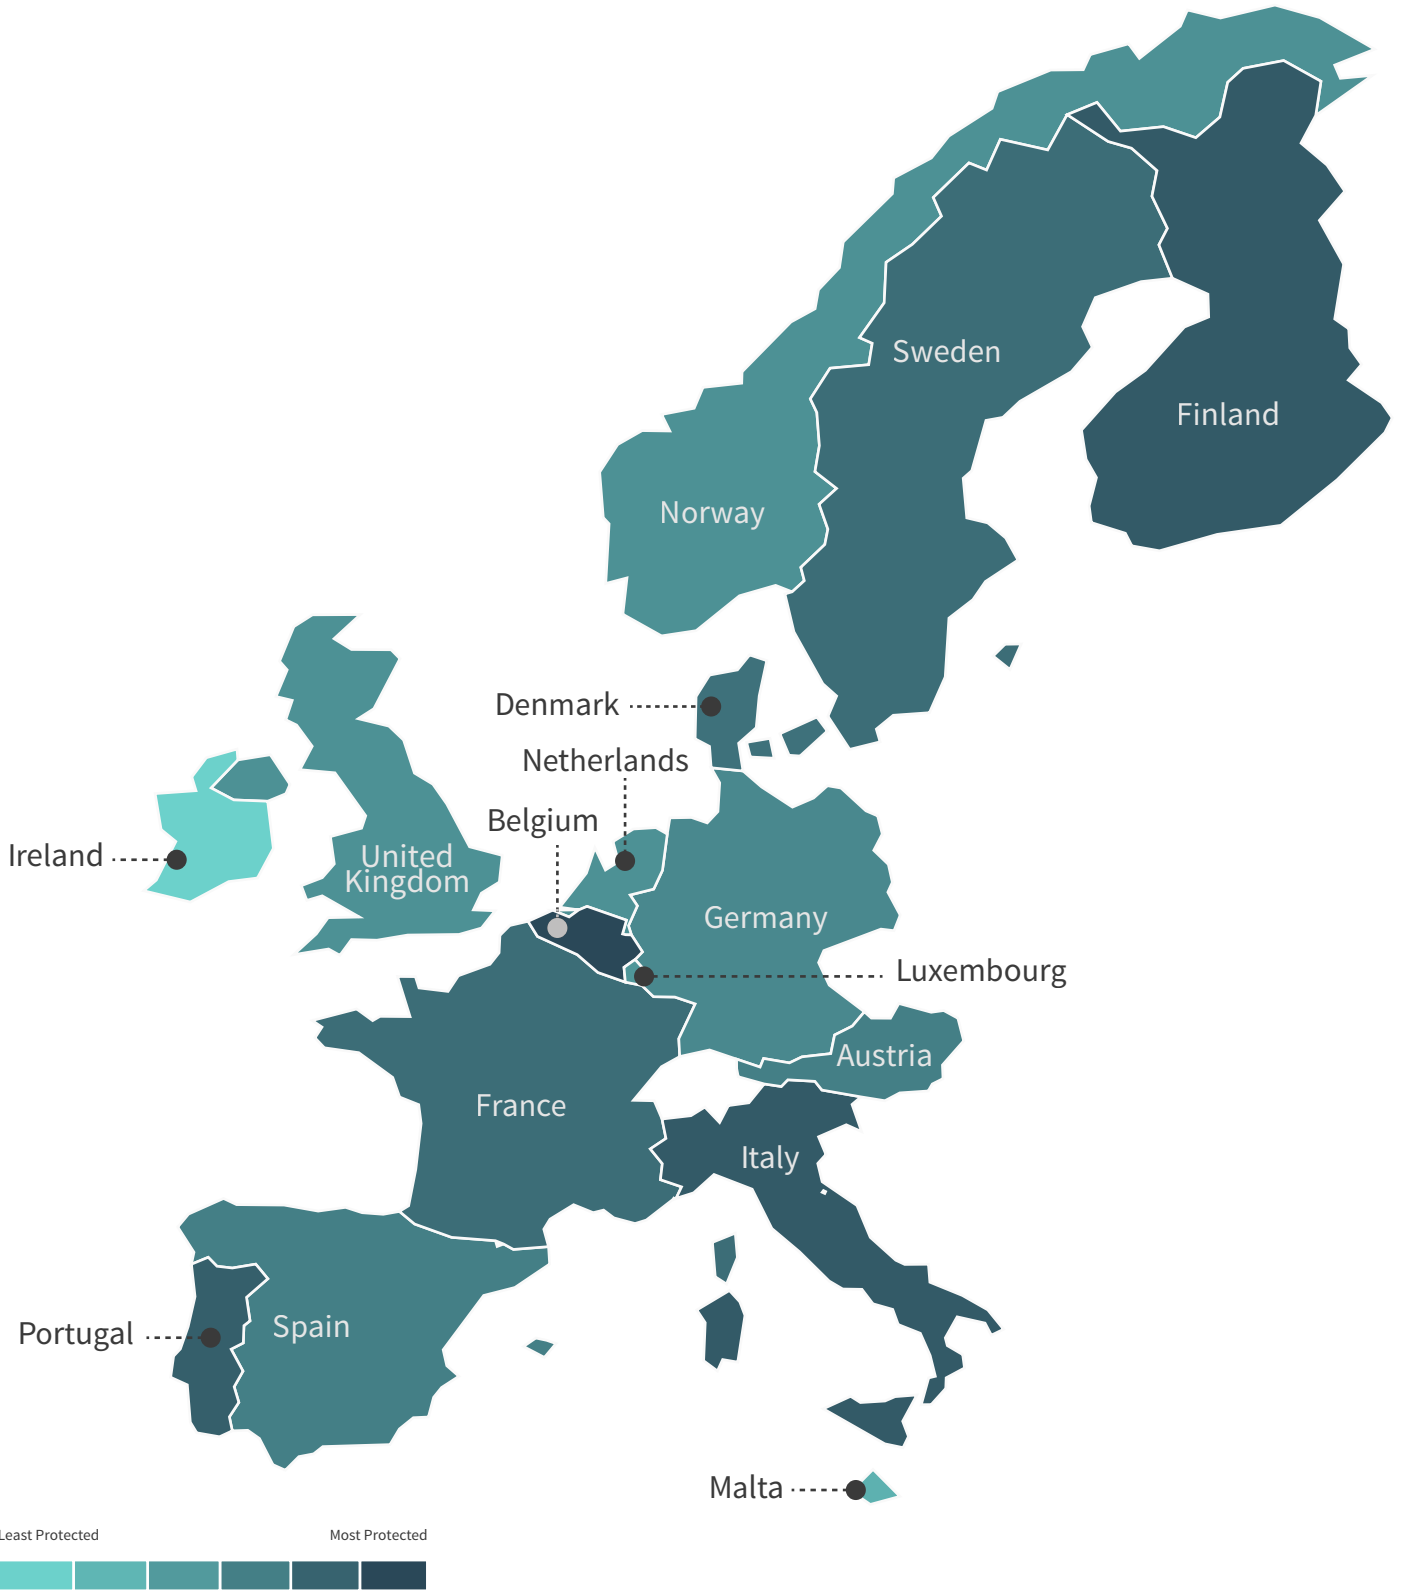 Sweden
Finland
Norway
Denmark
Netherlands
Belgium
Ireland
United
Kingdom
Germany
Luxembourg
Austria
France
Italy
Spain
Portugal
Malta
Least Protected
Most Protected